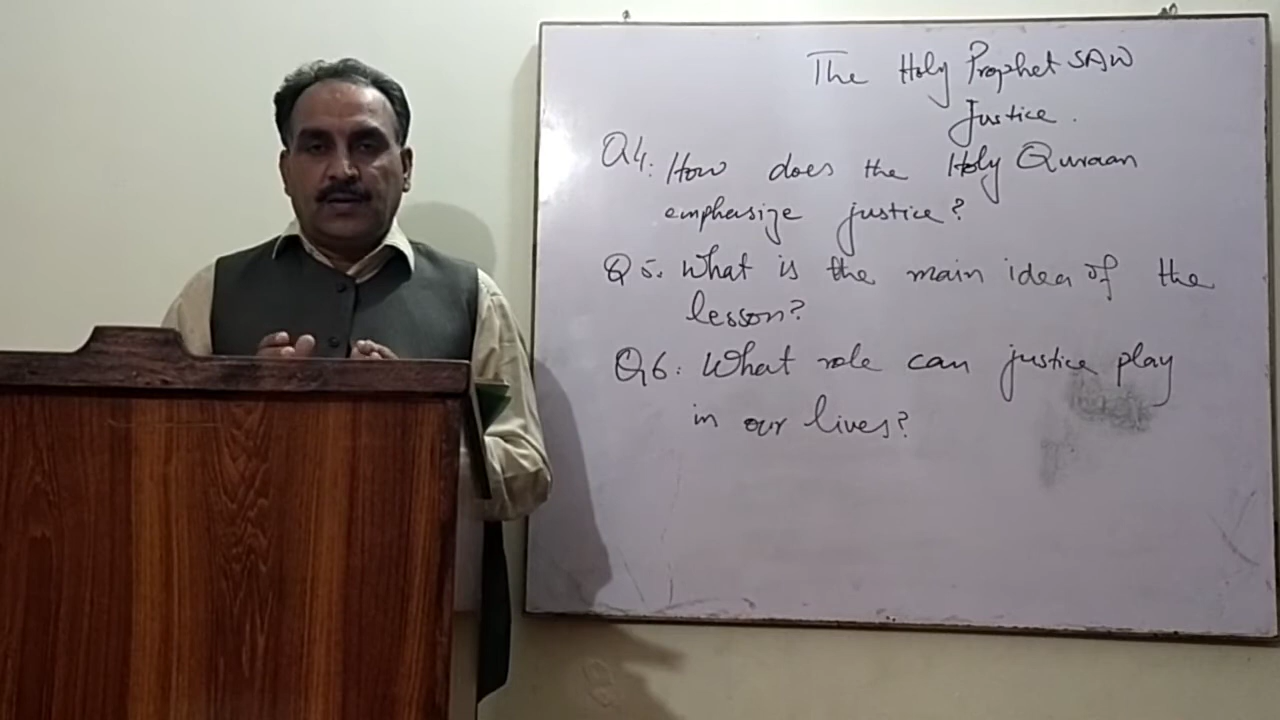 The Holy Prophet SAW
Justice.
Q4: How does the Holy Quraan
emphasize justice?
Q5. What is the main idea of the
lesson?
Q6: What role can justice play
in our lives?